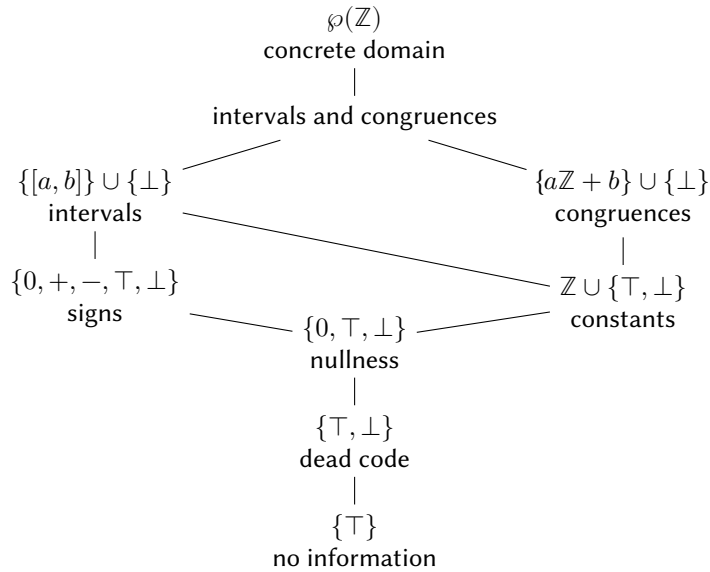 ℘(ℤ)
concrete domain
intervals and congruences
{[a, b]} ∪ {⊥}
intervals
{aℤ + b} ∪ {⊥}
congruences
{0, +, −, ⊤, ⊥}
signs
ℤ ∪ {⊤, ⊥}
constants
{0, ⊤, ⊥}
nullness
{⊤, ⊥}
dead code
{⊤}
no information